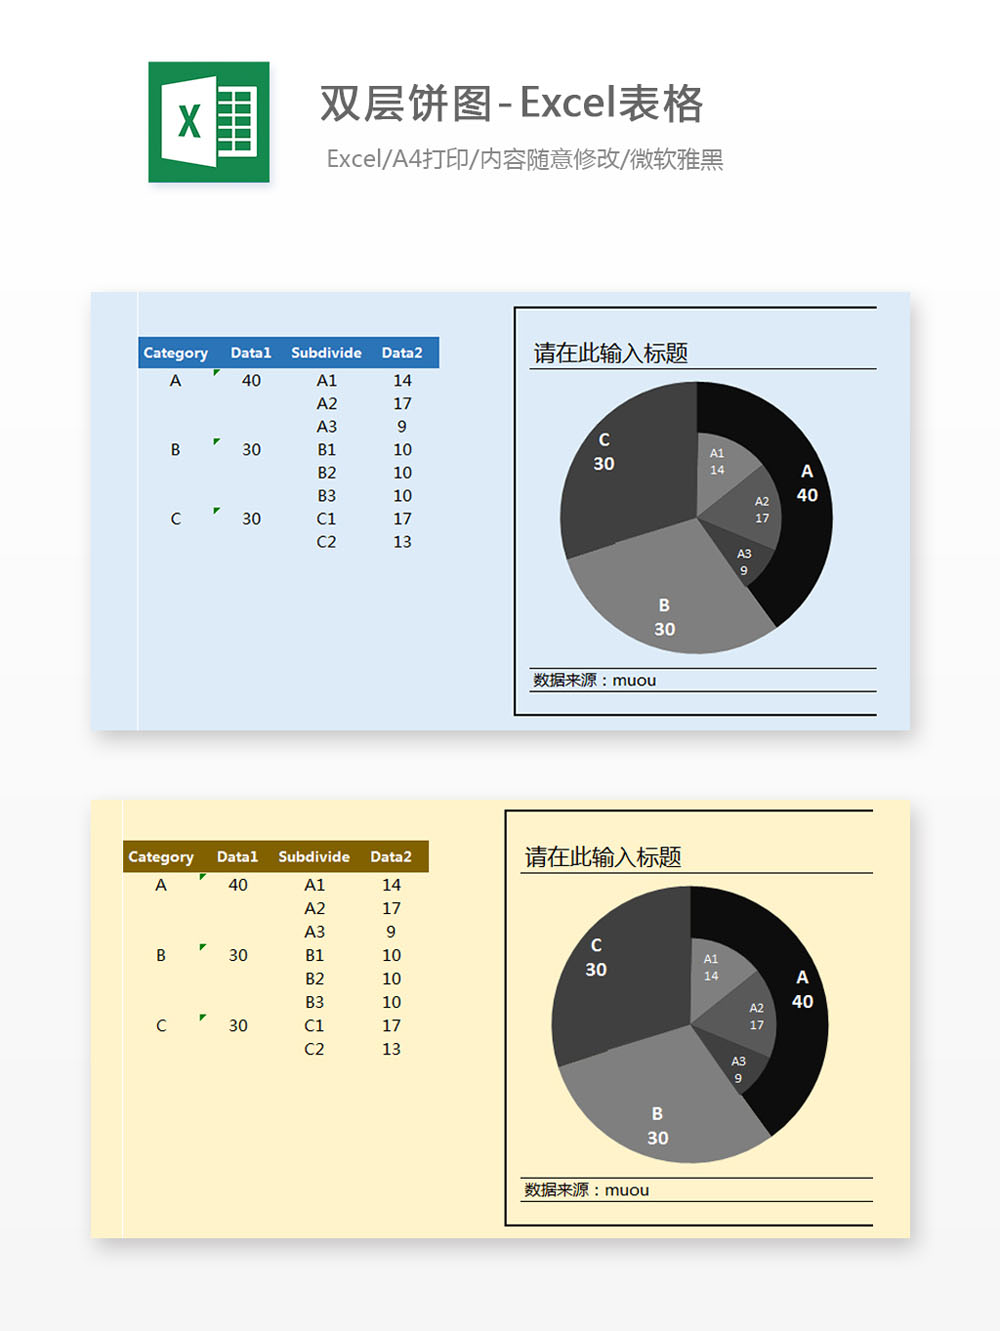 X
双层饼图-Excel表格
Excel/A4打印/内容随意修改/微软雅黑
Category Data1 Subdivide Data2
A 40 A1 14
A2 17
A3 9
B 30 B1 10
B2 10
B3 10
C 30 C1 17
C2 13
请在此输入标题
C
30
A1
14
A
40
A2
17
A3
9
B
30
数据来源：muou
Category Data1 Subdivide Data2
A 40 A1 14
A2 17
A3 9
B 30 B1 10
B2 10
B3 10
C 30 C1 17
C2 13
请在此输入标题
C
30
A1
14
A
40
A2
17
A3
9
B
30
数据来源：muou